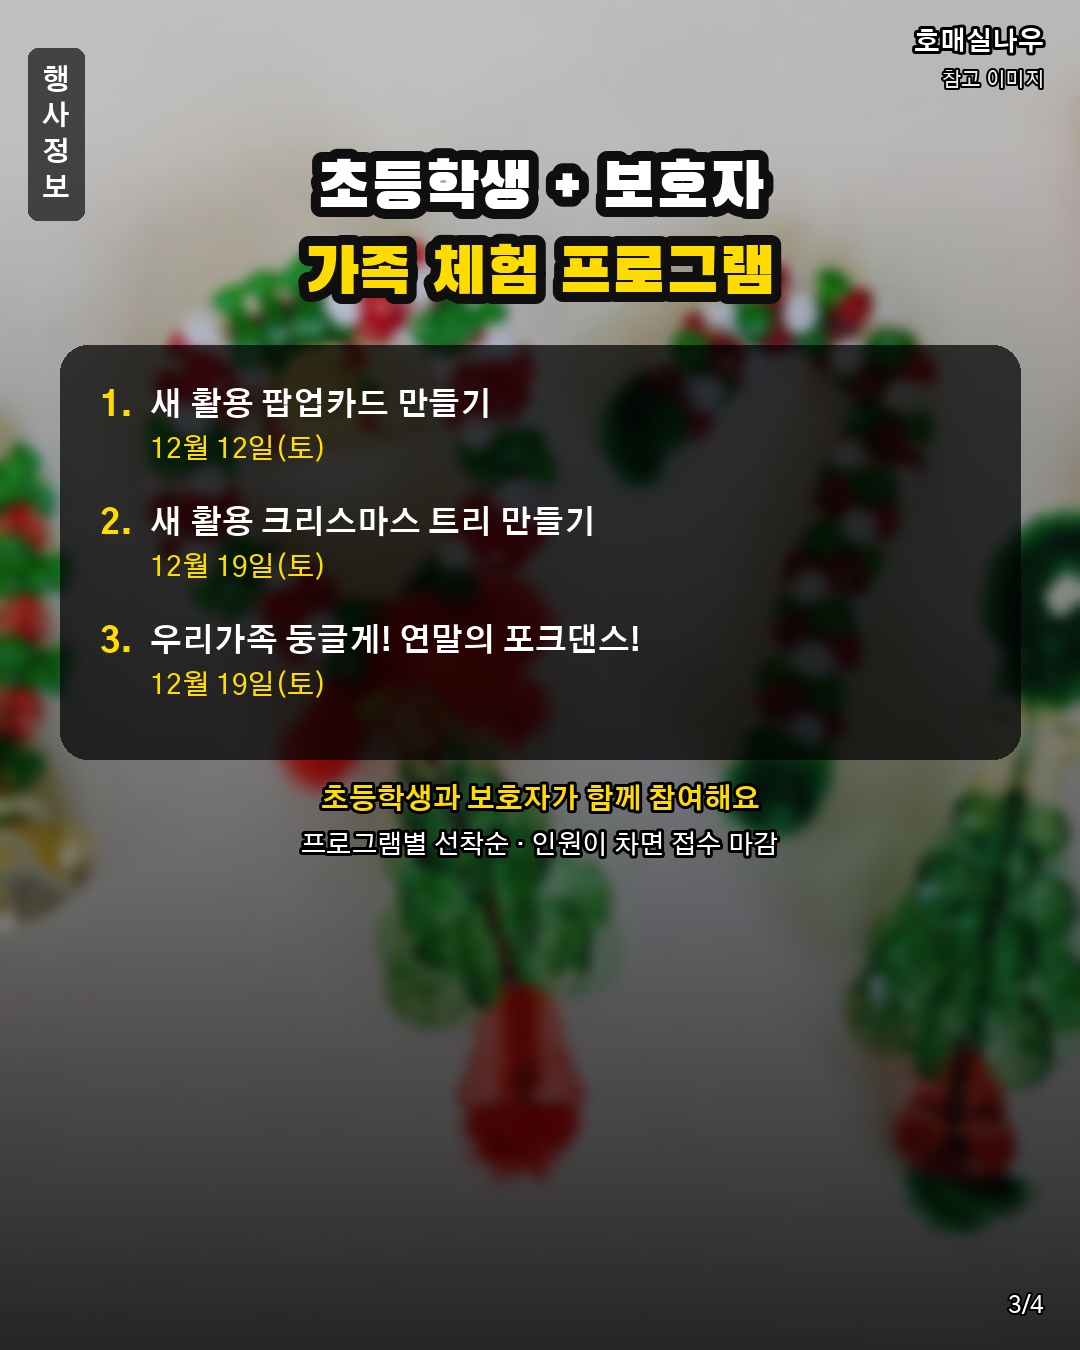 행사정보
호매실나우
참고 이미지
초등학생 + 보호자
가족 체험 프로그램
1. 새 활용 팝업카드 만들기
12월 12일(토)
2. 새 활용 크리스마스 트리 만들기
12월 19일(토)
3. 우리가족 둥글게! 연말의 포크댄스!
12월 19일(토)
초등학생과 보호자가 함께 참여해요
프로그램별 선착순 · 인원이 차면 접수 마감
3/4